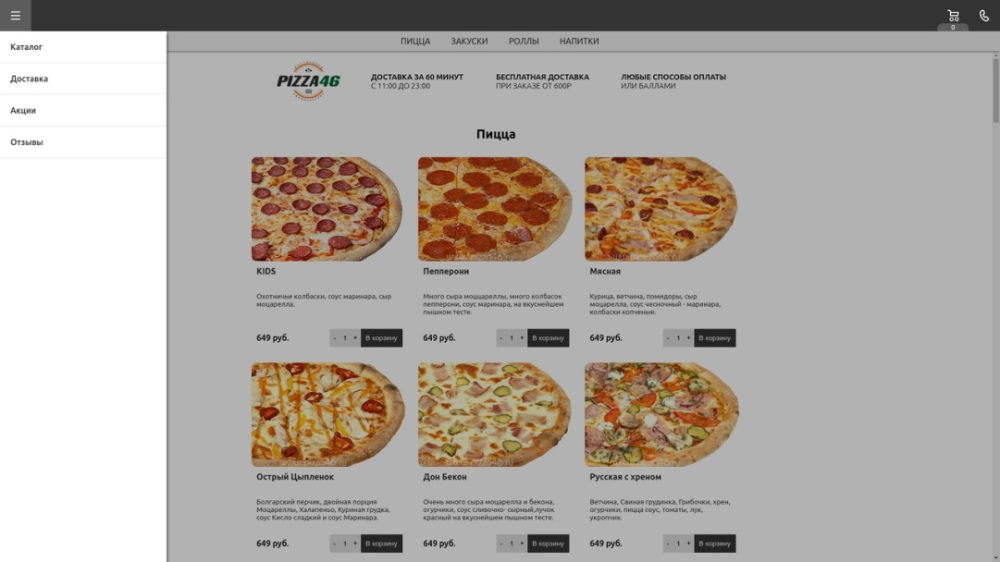 0
Каталог
Доставка
Акции
Отзывы
ПИЦЦА ЗАКУСКИ РОЛЛЫ НАПИТКИ
PIZZA46
ДОСТАВКА ЗА 60 МИНУТ
С 11:00 ДО 23:00
БЕСПЛАТНАЯ ДОСТАВКА
ПРИ ЗАКАЗЕ ОТ 600Р
ЛЮБЫЕ СПОСОБЫ ОПЛАТЫ
ИЛИ БАЛЛАМИ
Пицца
KIDS
Охотничьи колбаски, соус маринара, сыр
моцарелла.
649 руб.
- 1 +
В корзину
Пепперони
Много сыра моццареллы, много колбасок
пепперони, соус маринара, на вкуснейшем
пышном тесте.
649 руб.
- 1 +
В корзину
Мясная
Курица, ветчина, помидоры, сыр
моцарелла, соус чесночный - маринара,
колбаски копченые.
649 руб.
- 1 +
В корзину
Острый Цыпленок
Болгарский перчик, двойная порция
Моцареллы, Халапеньо, Куриная грудка,
соус Кисло сладкий и соус Маринара.
649 руб.
- 1 +
В корзину
Дон Бекон
Очень много сыра моцарелла и бекона,
огурчики, соус сливочно- сырный,лучок
красный на вкуснейшем пышном тесте.
649 руб.
- 1 +
В корзину
Русская с хреном
Ветчина, Свиная грудинка, Грибочки, хрен,
огурчики, пицца соус, томаты, лук,
укропчик.
649 руб.
- 1 +
В корзину